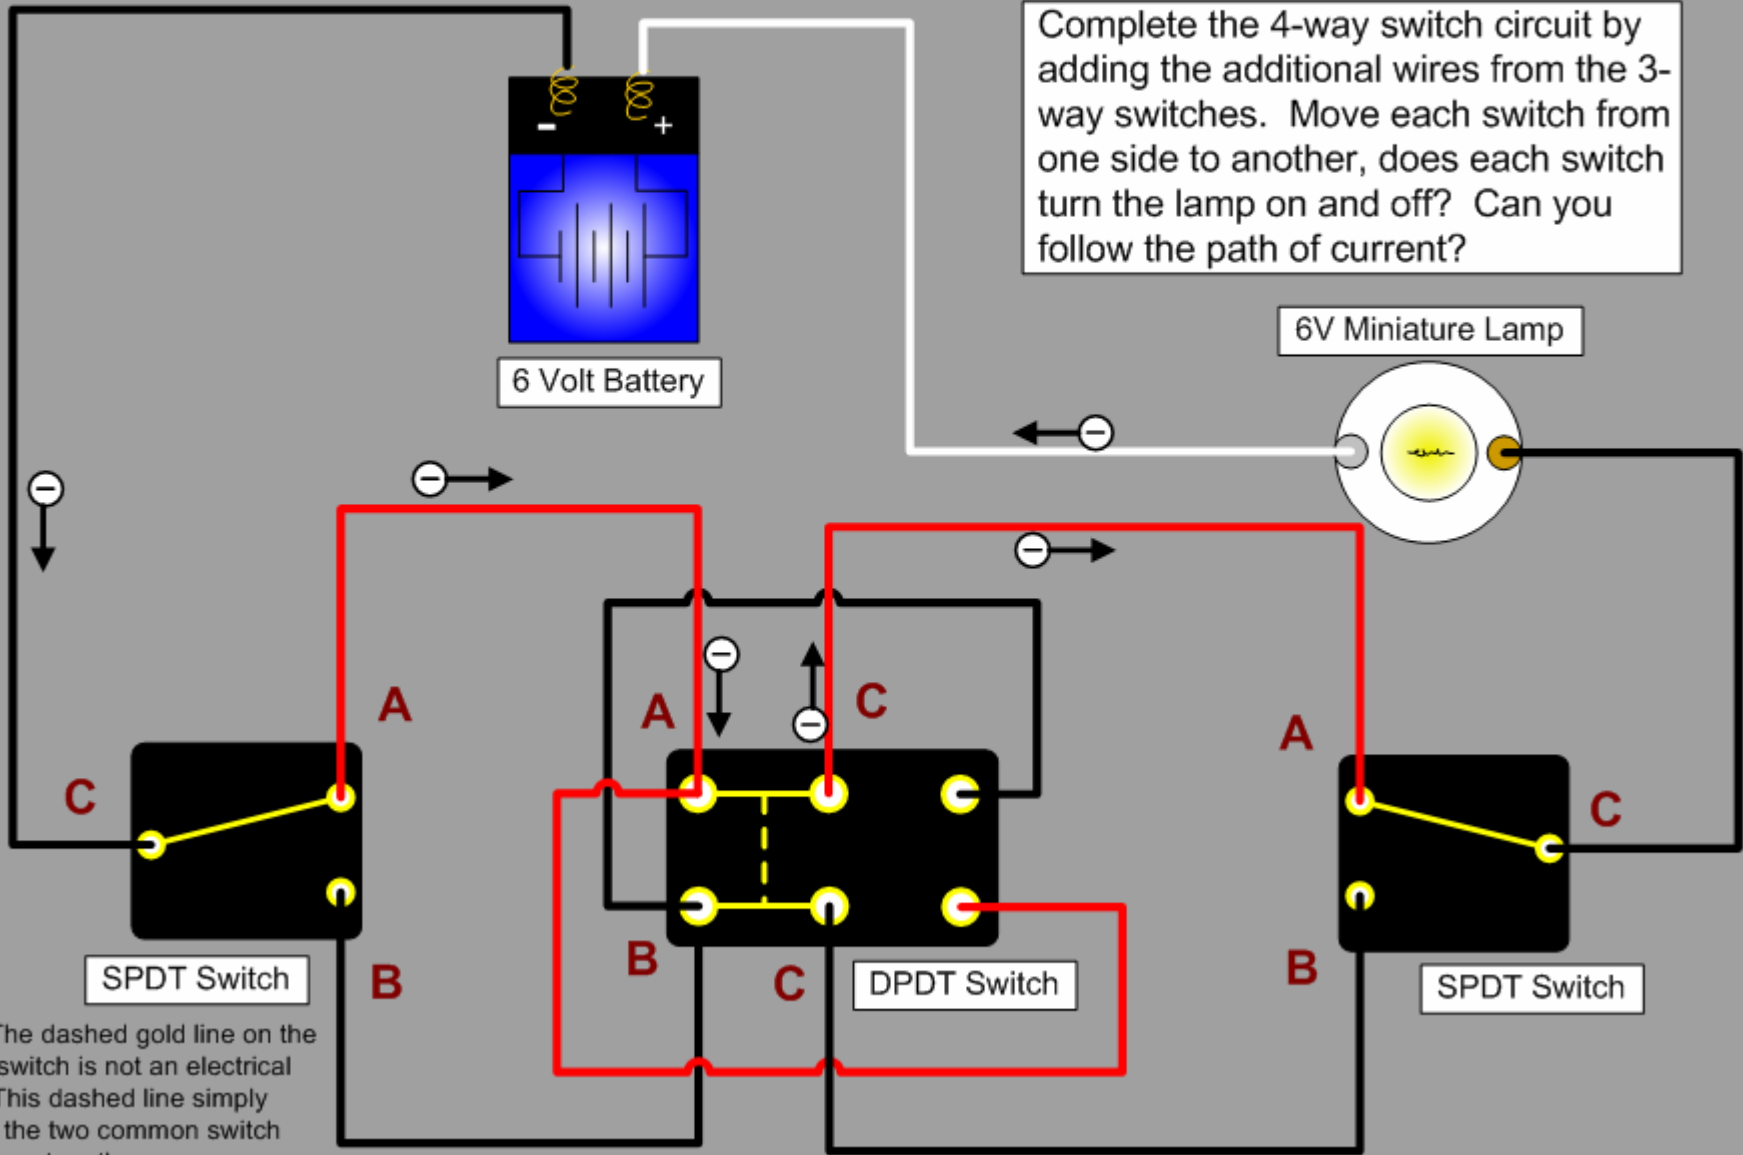 Complete the 4-way switch circuit by
adding the additional wires from the 3-
way switches. Move each switch from
one side to another, does each switch
turn the lamp on and off? Can you
follow the path of current?
- +
6 Volt Battery
6V Miniature Lamp
A
A
C
A
C
C
B
B
C
B
SPDT Switch
DPDT Switch
SPDT Switch
The dashed gold line on the
switch is not an electrical
This dashed line simply
the two common switch